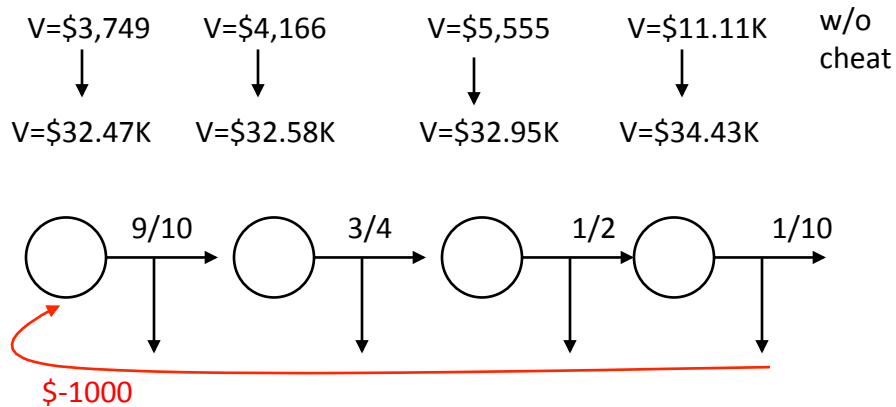 V=$3,749 V=$4,166 V=$5,555 V=$11.11K w/o
cheat
V=$32.47K V=$32.58K V=$32.95K V=$34.43K
9/10 3/4 1/2 1/10
$-1000